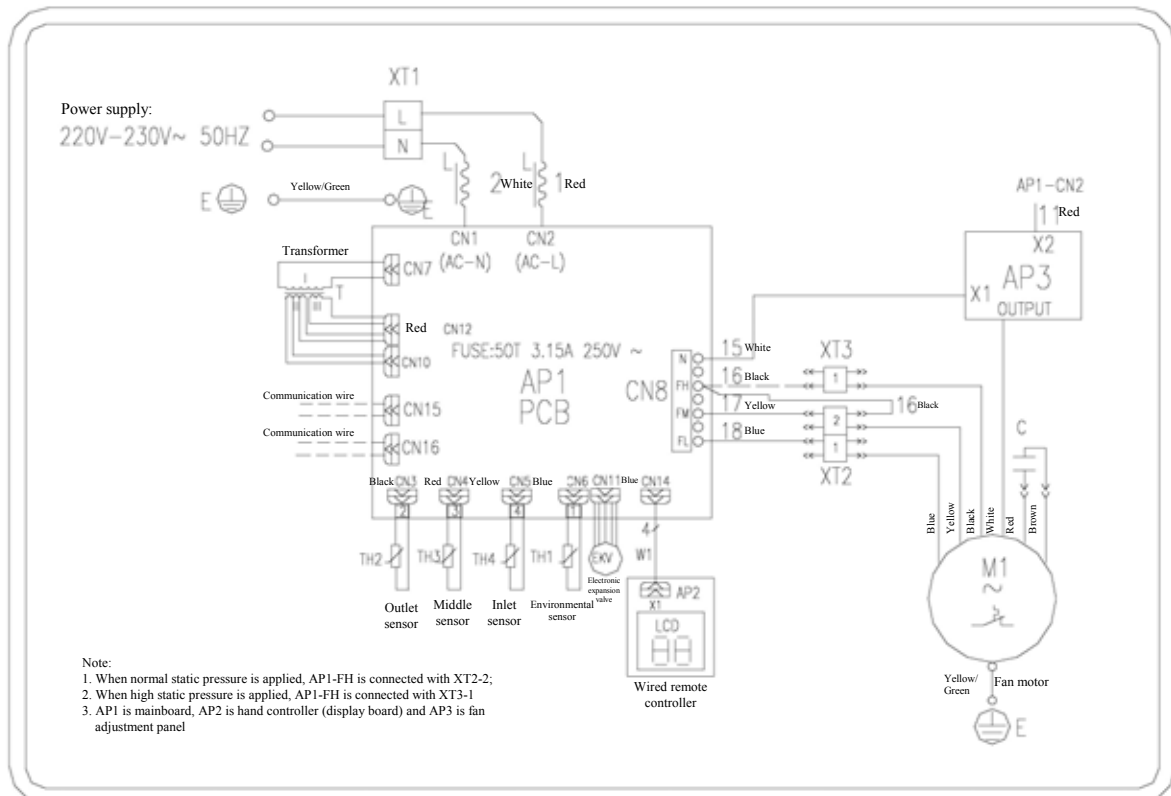 XT1
Power supply:
220V-230V~ 50HZ
L
N
L
2 White
L
1 Red
E
Yellow/Green
E
AP1-CN2
11 Red
X2
AP3
X1
OUTPUT
CN1
(AC-N)
CN2
(AC-L)
Transformer
I
T
II
III
CN7
Red
CN12
CN10
FUSE:50T 3.15A 250V ~
AP1
PCB
CN8
N
FH
FM
FL
15 White
16 Black
17 Yellow
18 Blue
XT3
1
16 Black
2
1
XT2
C
Communication wire
CN15
Communication wire
CN16
Black CN3
Red CN4
Yellow CN5
Blue CN6
CN11 Blue
CN14
2
3
4
1
TH2
TH3
TH4
TH1
EKV
4
W1
Outlet sensor
Middle sensor
Inlet sensor
Environmental sensor
Electronic expansion valve
AP2
X1
LCD
88
Wired remote controller
Blue
Yellow
Black
White
Red
Brown
M1
~
Yellow/
Green
Fan motor
E
Note:
1. When normal static pressure is applied, AP1-FH is connected with XT2-2;
2. When high static pressure is applied, AP1-FH is connected with XT3-1
3. AP1 is mainboard, AP2 is hand controller (display board) and AP3 is fan
adjustment panel